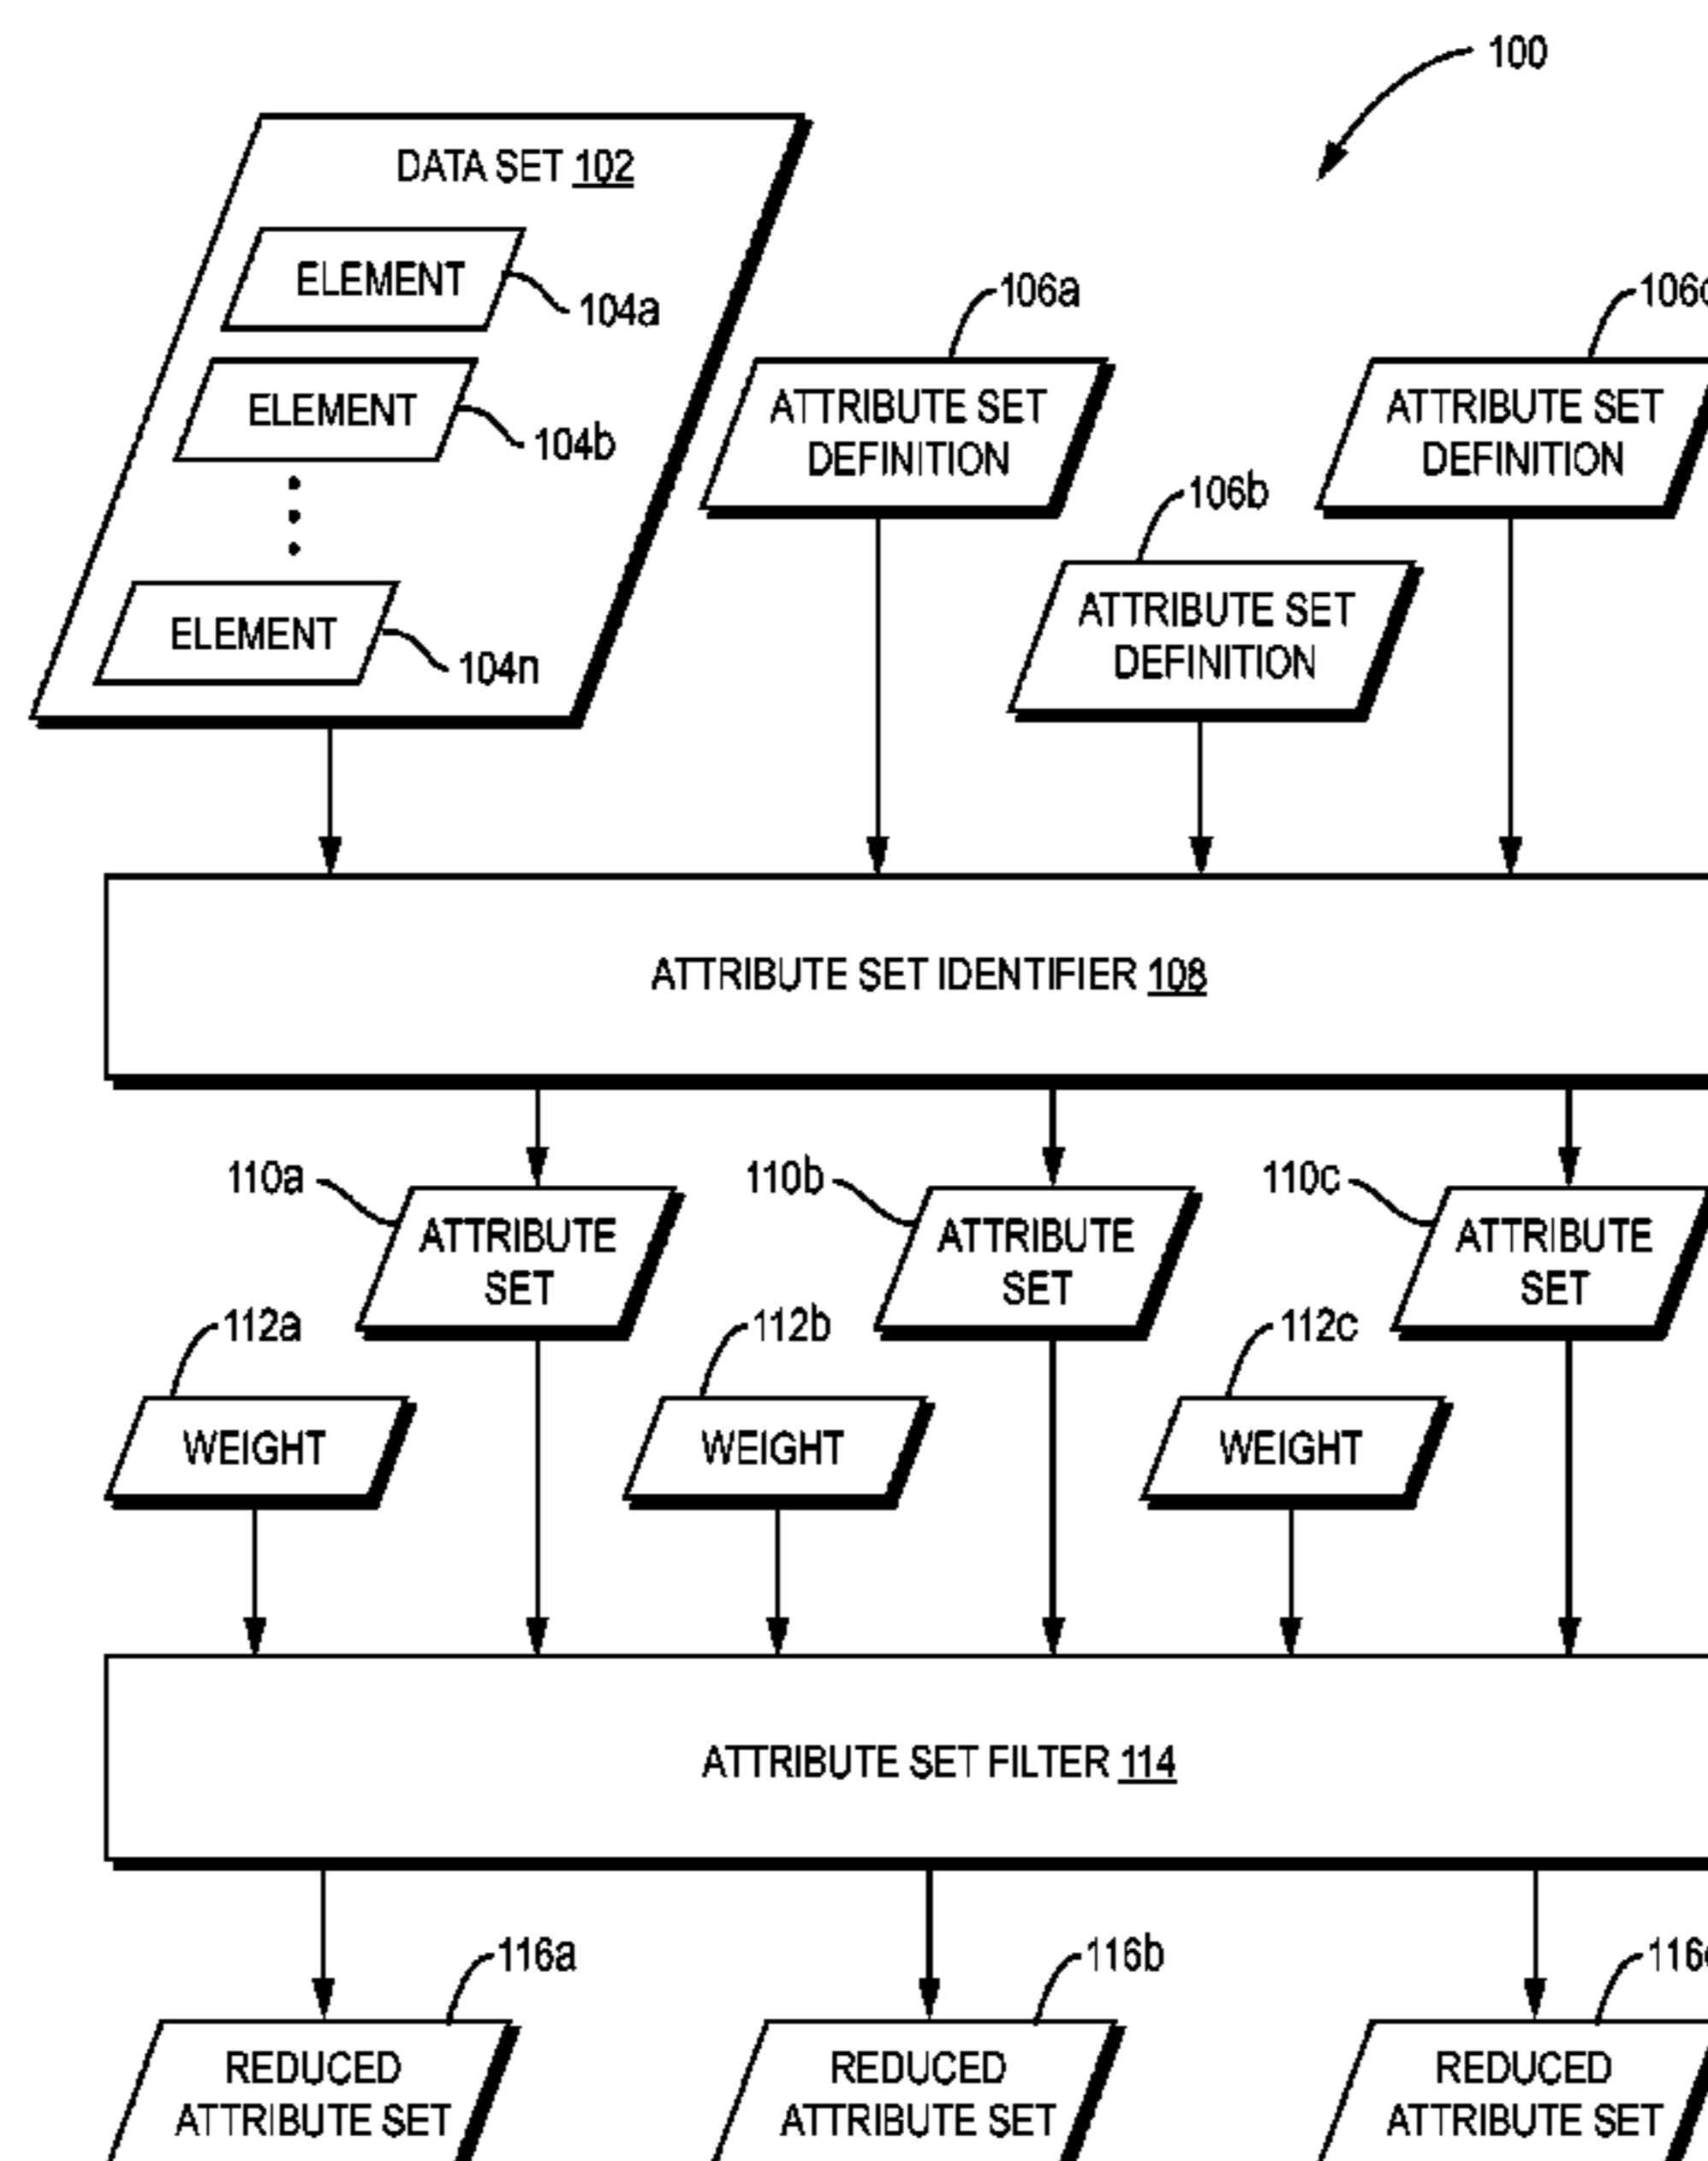 100
DATA SET 102
ELEMENT
104a
ELEMENT
104b
ELEMENT
104n
106a
ATTRIBUTE SET
DEFINITION
106b
ATTRIBUTE SET
DEFINITION
106c
ATTRIBUTE SET
DEFINITION
ATTRIBUTE SET IDENTIFIER 108
110a
ATTRIBUTE
SET
110b
ATTRIBUTE
SET
110c
ATTRIBUTE
SET
112a
WEIGHT
112b
WEIGHT
112c
WEIGHT
ATTRIBUTE SET FILTER 114
116a
REDUCED
ATTRIBUTE SET
116b
REDUCED
ATTRIBUTE SET
116c
REDUCED
ATTRIBUTE SET